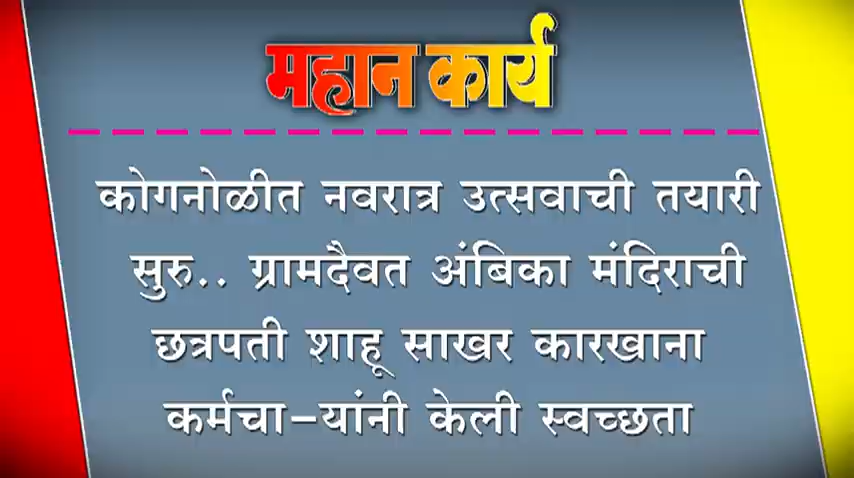 महान कार्य
कोगनोळीत नवरात्र उत्सवाची तयारी
सुरु.. ग्रामदैवत अंबिका मंदिराची
छत्रपती शाहू साखर कारखाना
कर्मचा-यांनी केली स्वच्छता